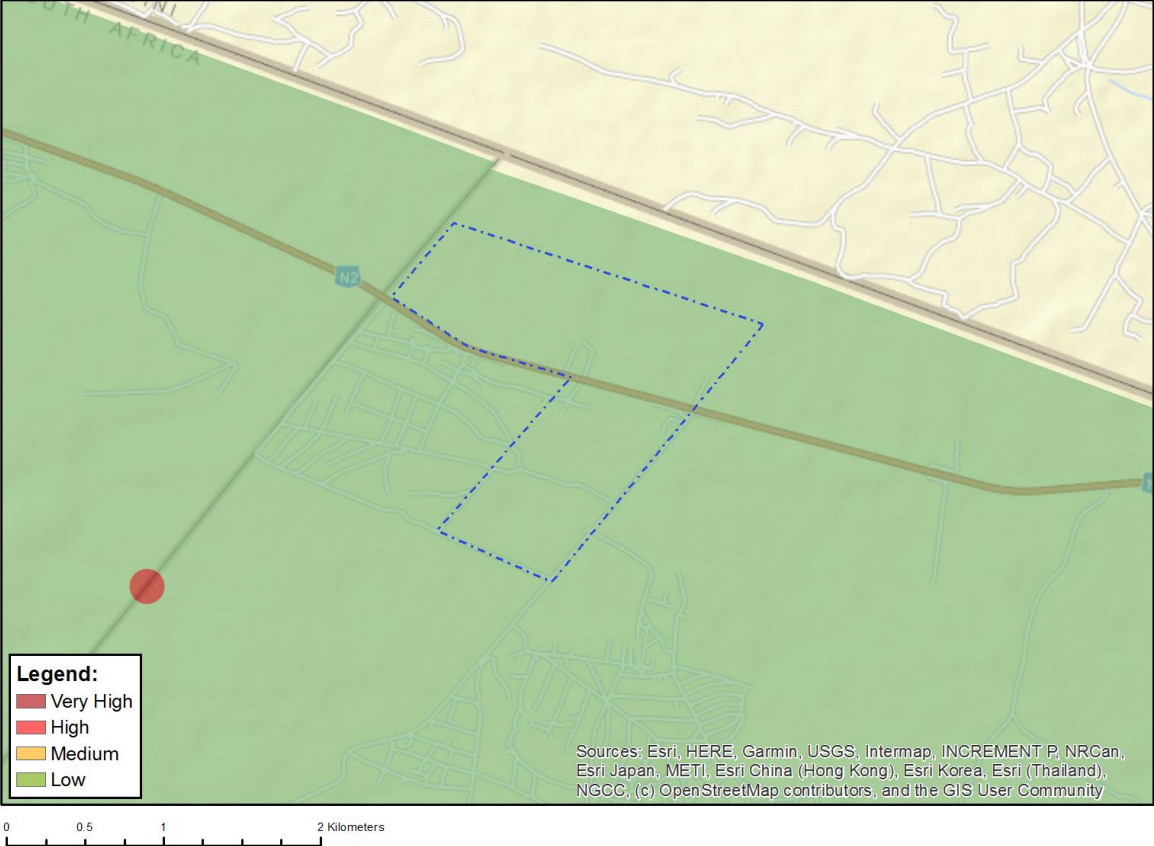 INI
OUTH AFRICA
N2
Legend:
Very High
High
Medium
Low
Sources: Esri, HERE, Garmin, USGS, Intermap, INCREMENT P, NRCan,
Esri Japan, METI, Esri China (Hong Kong), Esri Korea, Esri (Thailand),
NGCC, (c) OpenStreetMap contributors, and the GIS User Community
0 0.5 1 2 Kilometers